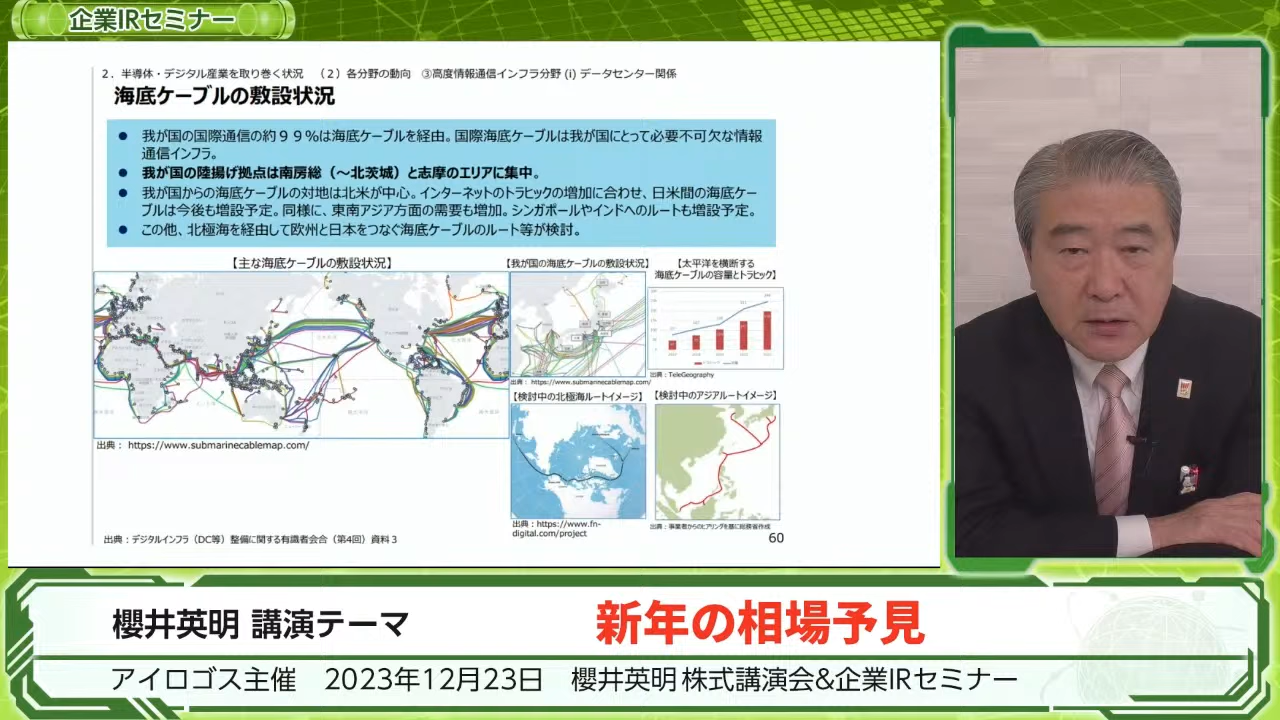 企業IRセミナー
2．半導体・デジタル産業を取り巻く状況　（2）各分野の動向　③高度情報通信インフラ分野 (i) データセンター関係
海底ケーブルの敷設状況
● 我が国の国際通信の約９９％は海底ケーブルを経由。国際海底ケーブルは我が国にとって必要不可欠な情報
通信インフラ。
● 我が国の陸揚げ拠点は南房総（～北茨城）と志摩のエリアに集中。
● 我が国からの海底ケーブルの対地は北米が中心。インターネットのトラヒックの増加に合わせ、日米間の海底ケー
ブルは今後も増設予定。同様に、東南アジア方面の需要も増加。シンガポールやインドへのルートも増設予定。
● この他、北極海を経由して欧州と日本をつなぐ海底ケーブルのルート等が検討。
【主な海底ケーブルの敷設状況】
【我が国の海底ケーブルの敷設状況】
【太平洋を横断する
海底ケーブルの容量とトラヒック】
出典： https://www.submarinecablemap.com/
出典：TeleGeography
【検討中の北極海ルートイメージ】
【検討中のアジアルートイメージ】
出典： https://www.submarinecablemap.com/
出典：https://www.fn-
digital.com/project
出典：事業者からのヒアリングを基に総務省作成
出典：デジタルインフラ（DC等）整備に関する有識者会合（第4回）資料３
60
櫻井英明 講演テーマ
新年の相場予見
アイロゴス主催　2023年12月23日　櫻井英明 株式講演会&企業IRセミナー